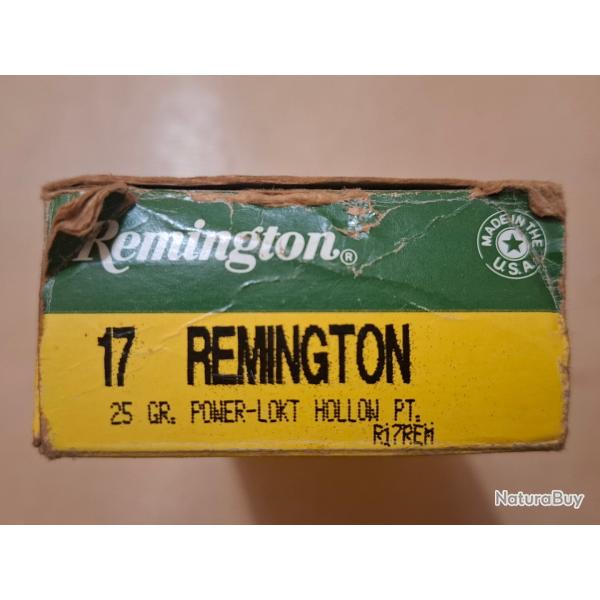 Remington®
MADE IN THE
U.S.A.
17 REMINGTON
25 GR. POWER-LOKT HOLLOW PT.
R17REM
NaturaBuy